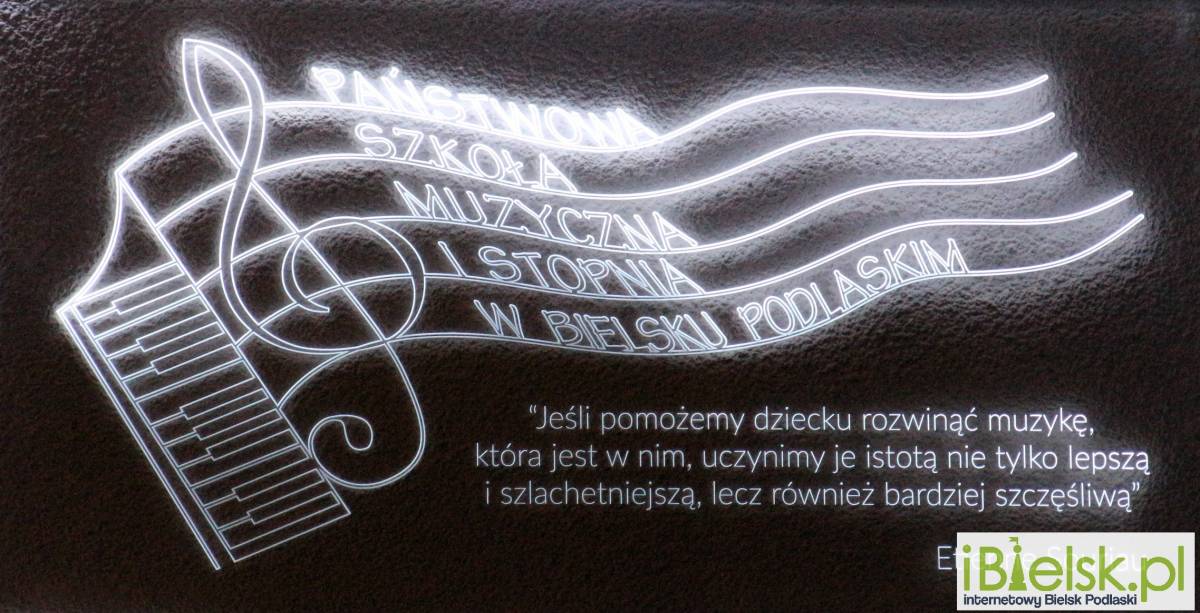 PAŃSTWOWA
SZKOŁA
MUZYCZNA
I STOPNIA
W BIELSKU PODLASKIM
“Jeśli pomożemy dziecku rozwinąć muzykę,
która jest w nim, uczynimy je istotą nie tylko lepszą
i szlachetniejszą, lecz również bardziej szczęśliwą”
iBielsk.pl
internetowy Bielsk Podlaski